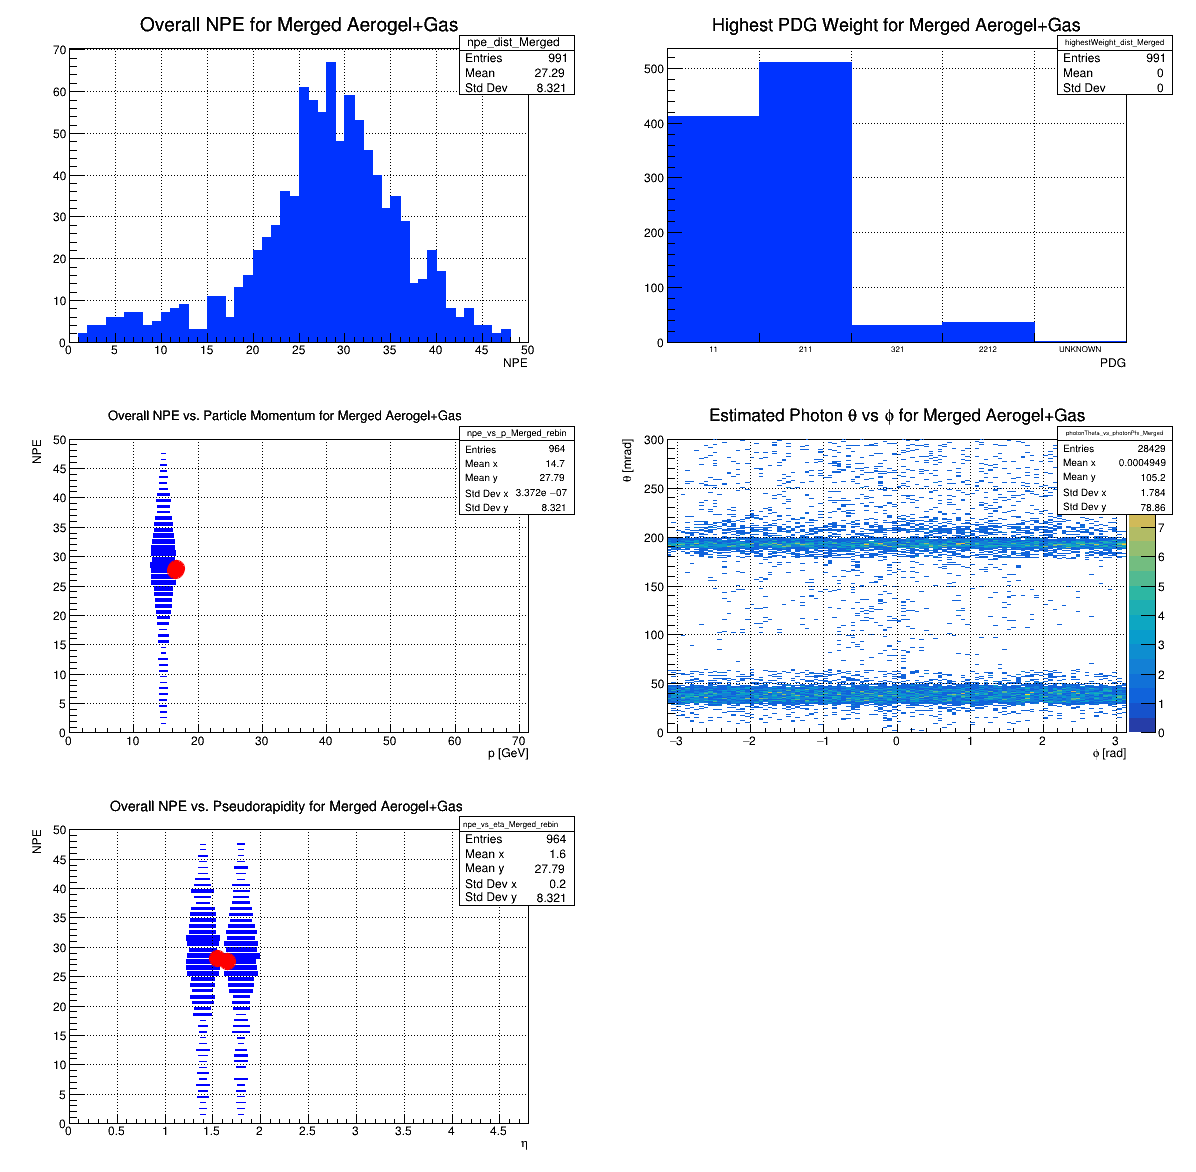 Overall NPE for Merged Aerogel+Gas
npe_dist_Merged
Entries 991
Mean 27.29
Std Dev 8.321
70
60
50
40
30
20
10
0
0 5 10 15 20 25 30 35 40 45 50
NPE
Highest PDG Weight for Merged Aerogel+Gas
highestWeight_dist_Merged
Entries 991
Mean 0
Std Dev 0
500
400
300
200
100
0
11 211 321 2212 UNKNOWN
PDG
Overall NPE vs. Particle Momentum for Merged Aerogel+Gas
npe_vs_p_Merged_rebin
Entries 964
Mean x 14.7
Mean y 27.79
Std Dev x 3.372e −07
Std Dev y 8.321
NPE
50
45
40
35
30
25
20
15
10
5
0
0 10 20 30 40 50 60 70
p [GeV]
Estimated Photon θ vs ϕ for Merged Aerogel+Gas
photonTheta_vs_photonPhi_Merged
Entries 28429
Mean x 0.0004949
Mean y 105.2
Std Dev x 1.784
Std Dev y 78.86
θ [mrad]
300
250
200
150
100
50
0
−3 −2 −1 0 1 2 3
ϕ [rad]
7
6
5
4
3
2
1
0
Overall NPE vs. Pseudorapidity for Merged Aerogel+Gas
npe_vs_eta_Merged_rebin
Entries 964
Mean x 1.6
Mean y 27.79
Std Dev x 0.2
Std Dev y 8.321
NPE
50
45
40
35
30
25
20
15
10
5
0
0 0.5 1 1.5 2 2.5 3 3.5 4 4.5
η